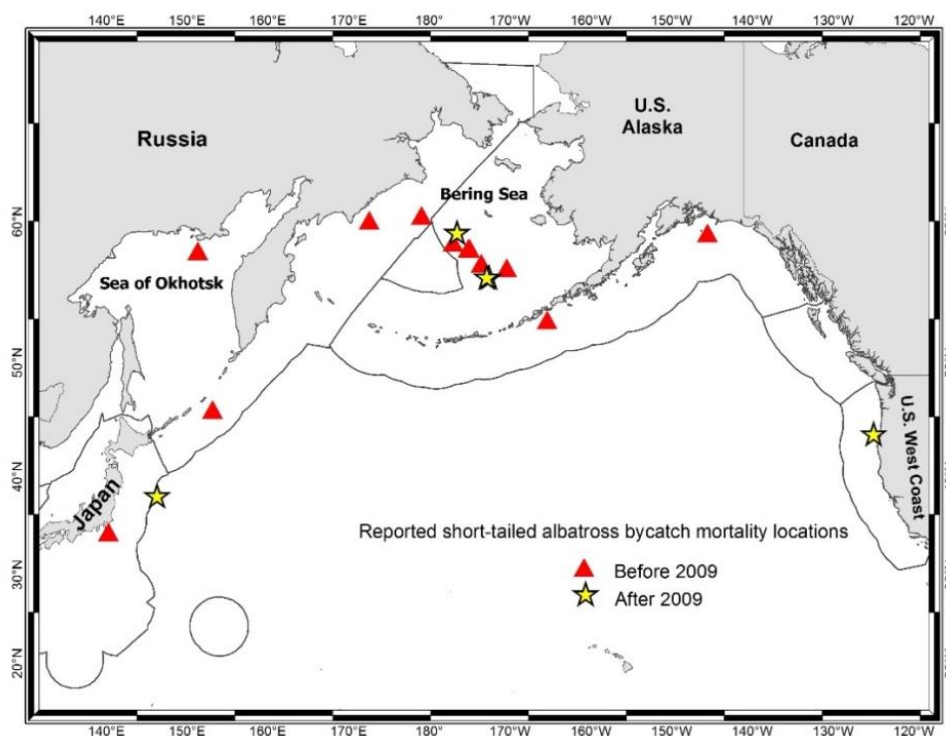 140°E 150°E 160°E 170°E 180° 170°W 160°W 150°W 140°W 130°W 120°W
U.S.
Alaska
Russia
Canada
Bering Sea
60°N
Sea of Okhotsk
50°N
U.S. West Coast
40°N
Japan
Reported short-tailed albatross bycatch mortality locations
30°N
Before 2009
After 2009
20°N
140°E 150°E 160°E 170°E 180° 170°W 160°W 150°W 140°W 130°W 120°W